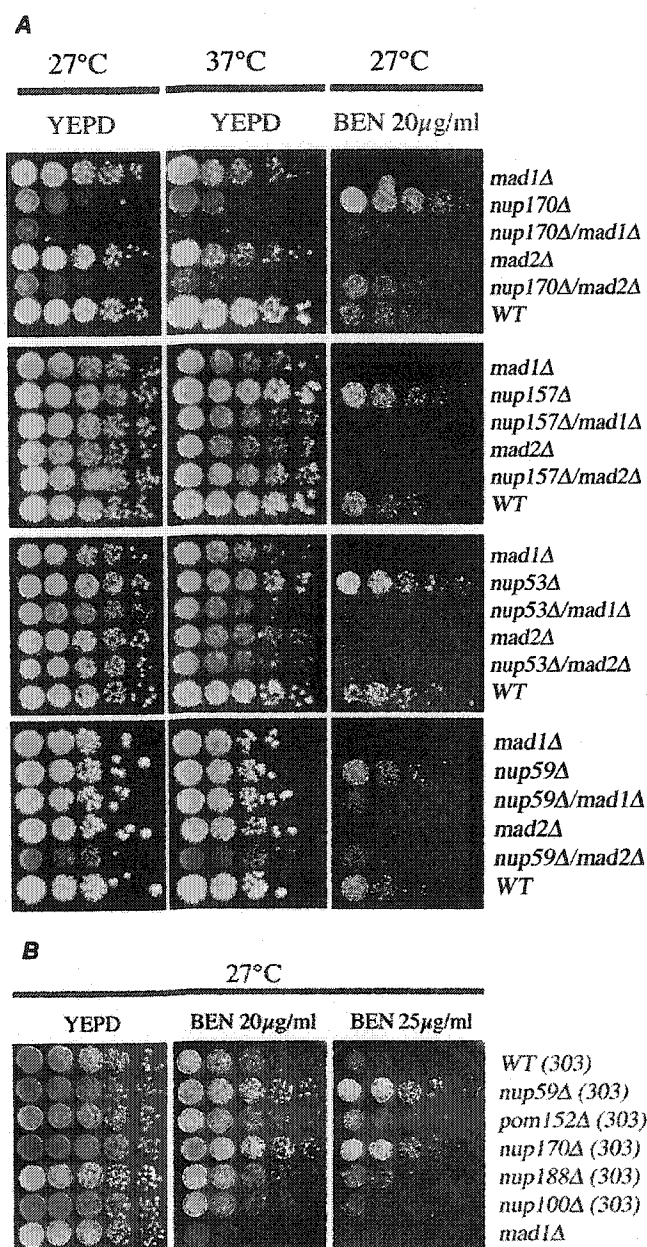 A
27°C 37°C 27°C
YEPD YEPD BEN 20µg/ml
mad1Δ
nup170Δ
nup170Δ/mad1Δ
mad2Δ
nup170Δ/mad2Δ
WT
mad1Δ
nup157Δ
nup157Δ/mad1Δ
mad2Δ
nup157Δ/mad2Δ
WT
mad1Δ
nup53Δ
nup53Δ/mad1Δ
mad2Δ
nup53Δ/mad2Δ
WT
mad1Δ
nup59Δ
nup59Δ/mad1Δ
mad2Δ
nup59Δ/mad2Δ
WT
B
27°C
YEPD BEN 20µg/ml BEN 25µg/ml
WT (303)
nup59Δ (303)
pom152Δ (303)
nup170Δ (303)
nup188Δ (303)
nup100Δ (303)
mad1Δ